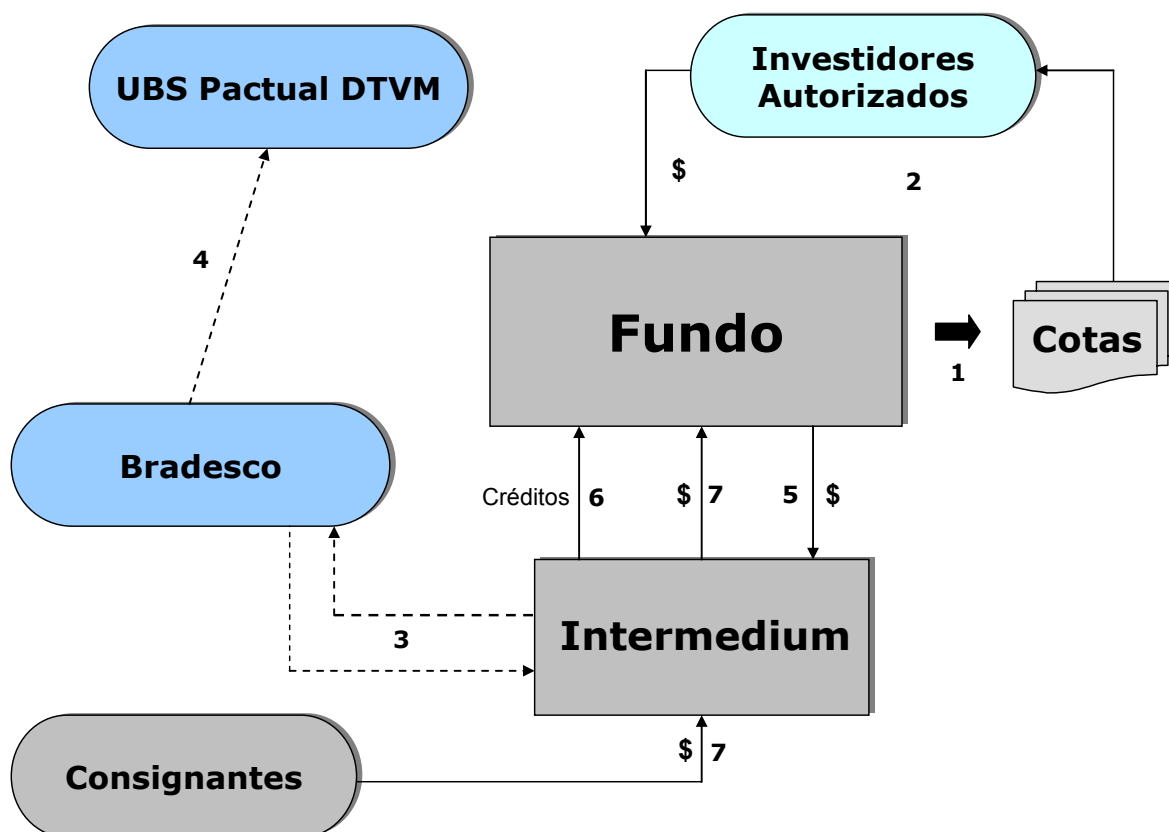 UBS Pactual DTVM
Investidores
Autorizados
$
2
4
Fundo
1
Cotas
Bradesco
Créditos 6
$ 7
5 $
3
Intermedium
$ 7
Consignantes